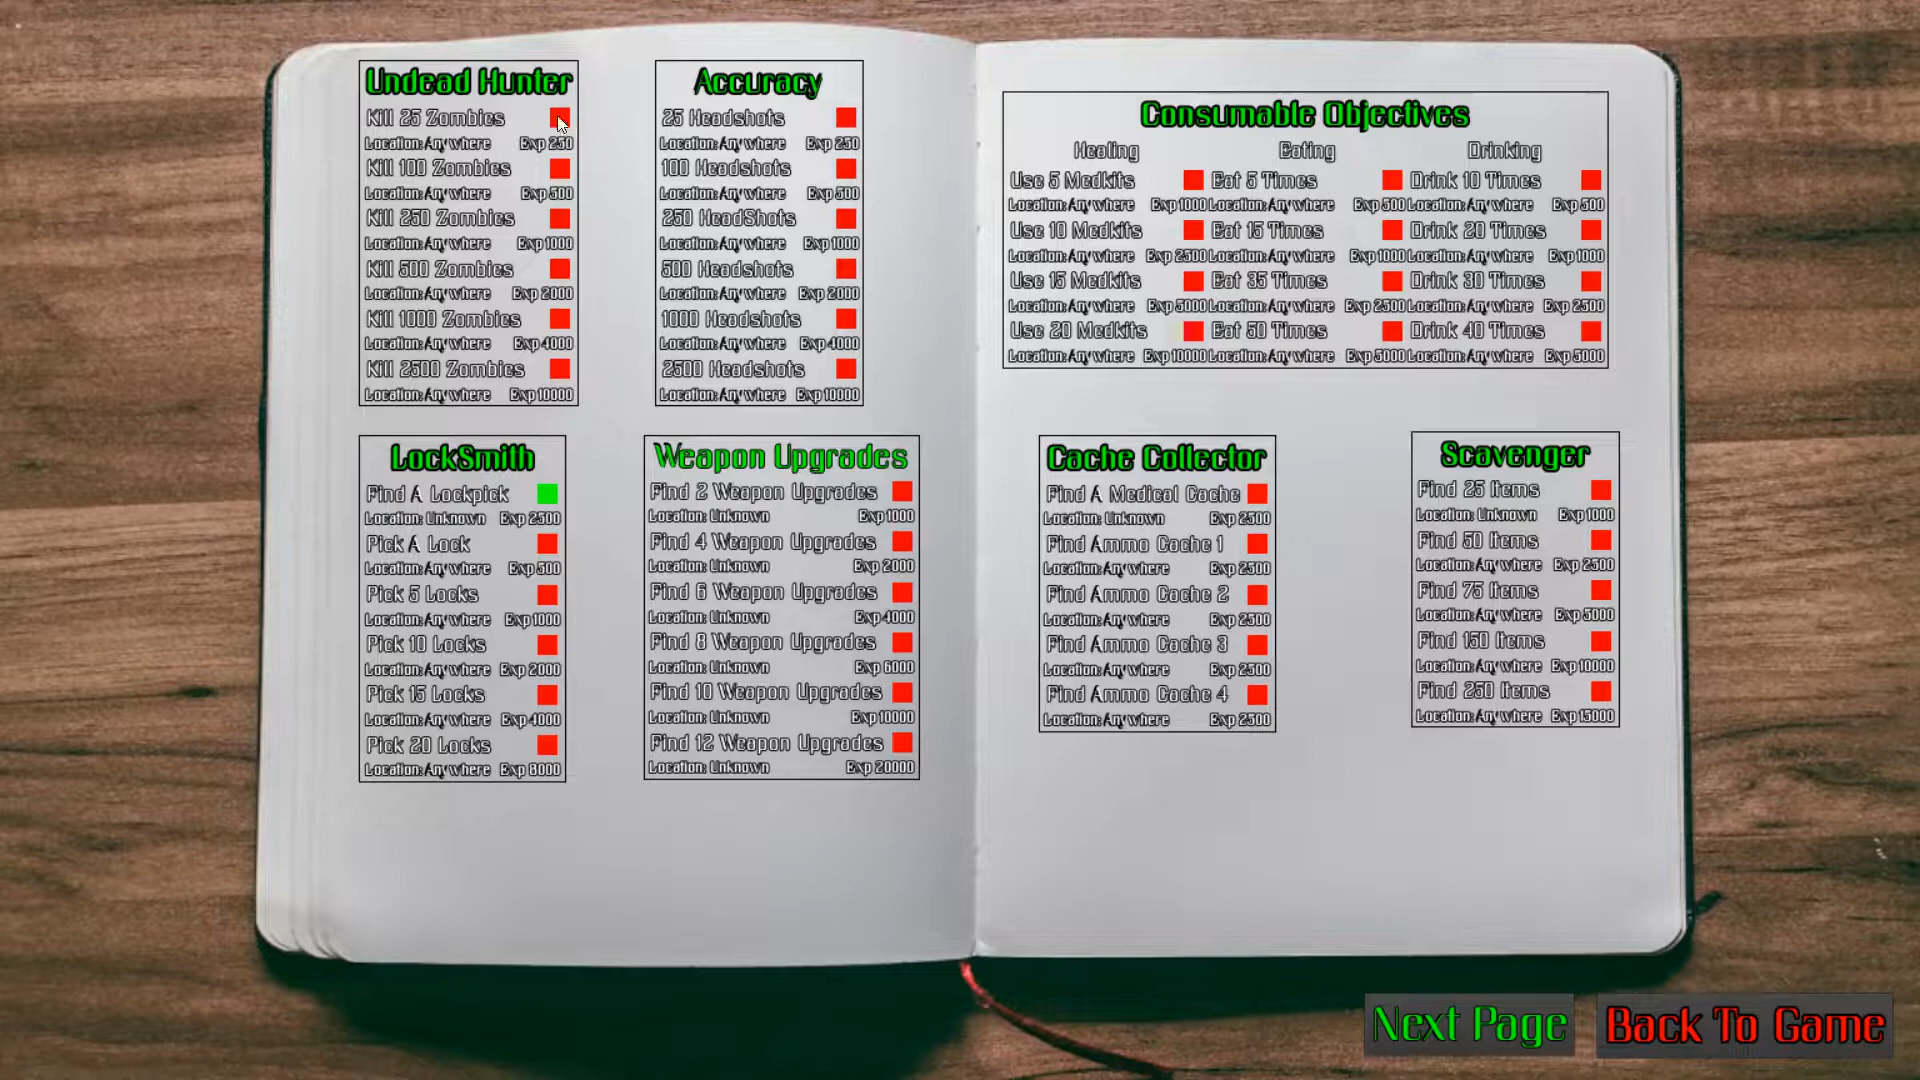 Undead Hunter
Kill 25 Zombies
Location: Anywhere Exp 250
Kill 100 Zombies
Location: Anywhere Exp 500
Kill 250 Zombies
Location: Anywhere Exp 1000
Kill 500 Zombies
Location: Anywhere Exp 2000
Kill 1000 Zombies
Location: Anywhere Exp 4000
Kill 2500 Zombies
Location: Anywhere Exp 10000
Accuracy
25 Headshots
Location: Anywhere Exp 250
100 Headshots
Location: Anywhere Exp 500
250 HeadShots
Location: Anywhere Exp 1000
500 Headshots
Location: Anywhere Exp 2000
1000 Headshots
Location: Anywhere Exp 4000
2500 Headshots
Location: Anywhere Exp 10000
LockSmith
Find A Lockpick
Location: Unknown Exp 2500
Pick A Lock
Location: Anywhere Exp 500
Pick 5 Locks
Location: Anywhere Exp 1000
Pick 10 Locks
Location: Anywhere Exp 2000
Pick 15 Locks
Location: Anywhere Exp 4000
Pick 20 Locks
Location: Anywhere Exp 8000
Weapon Upgrades
Find 2 Weapon Upgrades
Location: Unknown Exp 1000
Find 4 Weapon Upgrades
Location: Unknown Exp 2000
Find 6 Weapon Upgrades
Location: Unknown Exp 4000
Find 8 Weapon Upgrades
Location: Unknown Exp 6000
Find 10 Weapon Upgrades
Location: Unknown Exp 10000
Find 12 Weapon Upgrades
Location: Unknown Exp 20000
Consumable Objectives
Healing Eating Drinking
Use 5 Medkits Eat 5 Times Drink 10 Times
Location: Anywhere Exp 1000 Location: Anywhere Exp 500 Location: Anywhere Exp 500
Use 10 Medkits Eat 15 Times Drink 20 Times
Location: Anywhere Exp 2500 Location: Anywhere Exp 1000 Location: Anywhere Exp 1000
Use 15 Medkits Eat 35 Times Drink 30 Times
Location: Anywhere Exp 5000 Location: Anywhere Exp 2500 Location: Anywhere Exp 2500
Use 20 Medkits Eat 50 Times Drink 40 Times
Location: Anywhere Exp 10000 Location: Anywhere Exp 5000 Location: Anywhere Exp 5000
Cache Collector
Find A Medical Cache
Location: Unknown Exp 2500
Find Ammo Cache 1
Location: Anywhere Exp 2500
Find Ammo Cache 2
Location: Anywhere Exp 2500
Find Ammo Cache 3
Location: Anywhere Exp 2500
Find Ammo Cache 4
Location: Anywhere Exp 2500
Scavenger
Find 25 Items
Location: Unknown Exp 1000
Find 50 Items
Location: Anywhere Exp 2500
Find 75 Items
Location: Anywhere Exp 5000
Find 150 Items
Location: Anywhere Exp 10000
Find 250 Items
Location: Anywhere Exp 15000
Next Page Back To Game